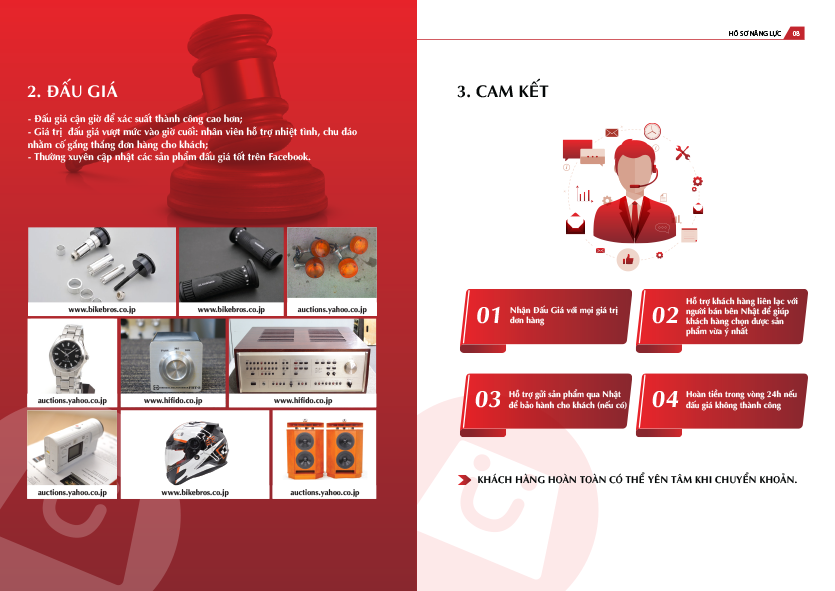 HỒ SƠ NĂNG LỰC 08
2. ĐẤU GIÁ
- Đấu giá cận giờ để xác suất thành công cao hơn;
- Giá trị đấu giá vượt mức vào giờ cuối: nhân viên hỗ trợ nhiệt tình, chu đáo
nhằm cố gắng thắng đơn hàng cho khách;
- Thường xuyên cập nhật các sản phẩm đấu giá tốt trên Facebook.
www.bikebros.co.jp
www.bikebros.co.jp
auctions.yahoo.co.jp
auctions.yahoo.co.jp
www.hifido.co.jp
www.hifido.co.jp
auctions.yahoo.co.jp
www.bikebros.co.jp
auctions.yahoo.co.jp
3. CAM KẾT
01
Nhận Đấu Giá với mọi giá trị
đơn hàng
02
Hỗ trợ khách hàng liên lạc với
người bán bên Nhật để giúp
khách hàng chọn được sản
phẩm vừa ý nhất
03
Hỗ trợ gửi sản phẩm qua Nhật
để bảo hành cho khách (nếu có)
04
Hoàn tiền trong vòng 24h nếu
đấu giá không thành công
KHÁCH HÀNG HOÀN TOÀN CÓ THỂ YÊN TÂM KHI CHUYỂN KHOẢN.